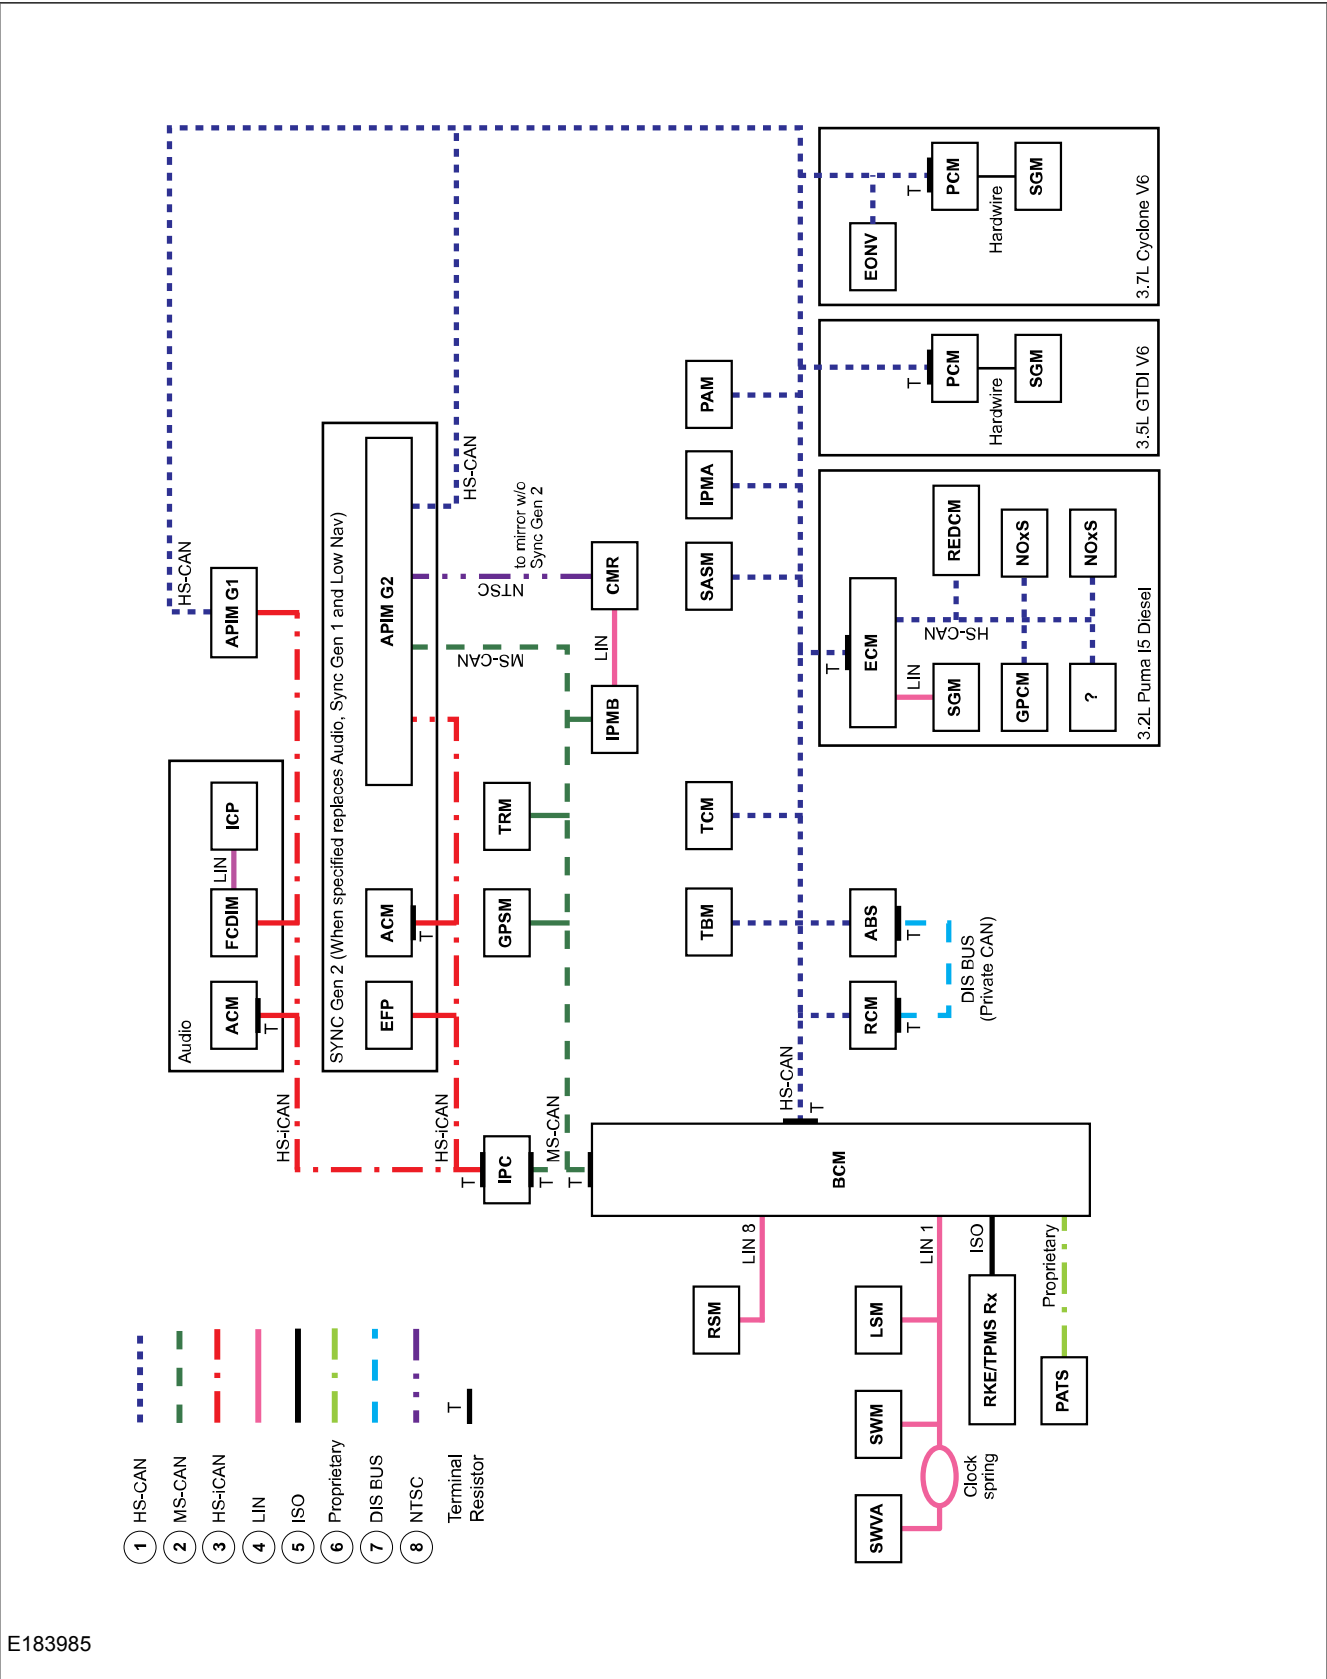 3.7L Cyclone V6
EONV
T
PCM
Hardwire
SGM
3.5L GTDI V6
T
PCM
Hardwire
SGM
3.2L Puma I5 Diesel
T
ECM
HS-CAN
LIN
SGM
REDCM
GPCM
NOxS
?
NOxS
HS-CAN
APIM G1
SYNC Gen 2 (When specified replaces Audio, Sync Gen 1 and Low Nav)
APIM G2
HS-CAN
to mirror w/o
Sync Gen 2
NTSC
MS-CAN
CMR
LIN
IPMB
PAM
IPMA
SASM
TCM
TBM
ABS
T
RCM
T
DIS BUS
(Private CAN)
Audio
ICP
LIN
FCDIM
ACM
T
ACM
T
EFP
TRM
GPSM
HS-iCAN
HS-iCAN
T
IPC
T
MS-CAN
T
HS-CAN
T
BCM
LIN 8
RSM
LIN 1
LSM
SWM
Clock
spring
SWVA
ISO
RKE/TPMS Rx
Proprietary
PATS
1 HS-CAN
2 MS-CAN
3 HS-iCAN
4 LIN
5 ISO
6 Proprietary
7 DIS BUS
8 NTSC
Terminal
Resistor
T
E183985